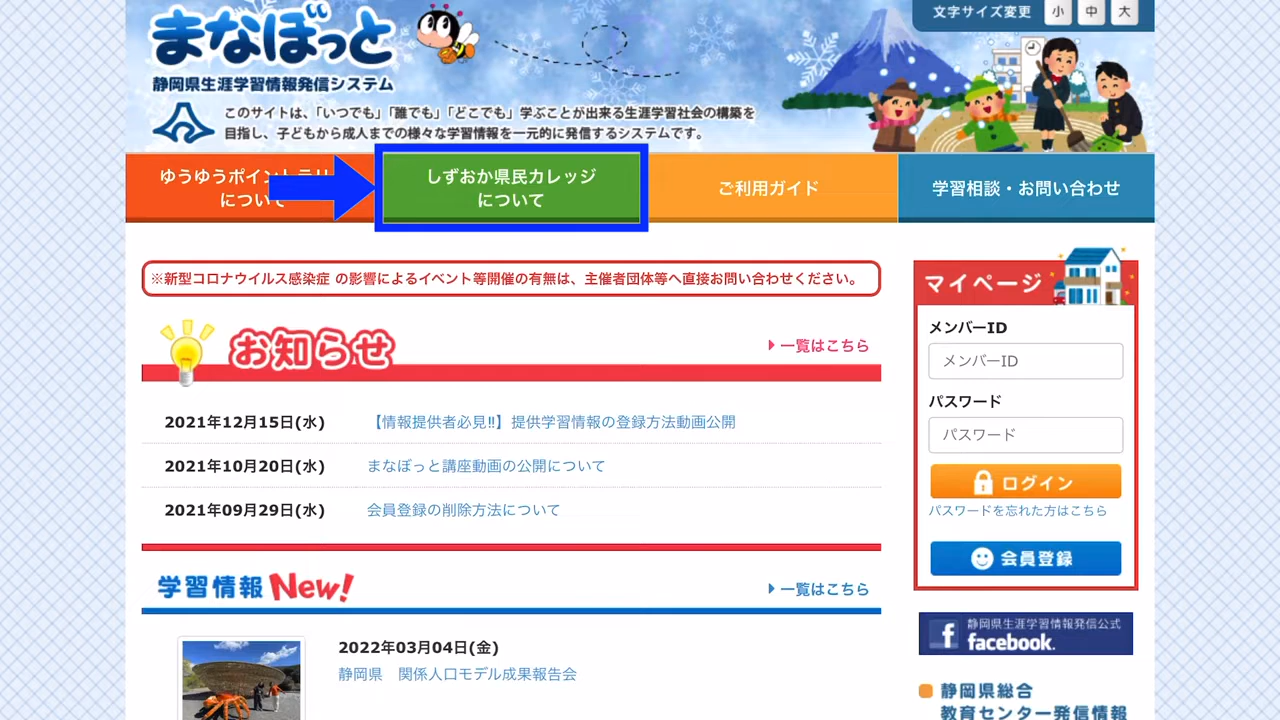 まなぼっと
文字サイズ変更 小 中 大
静岡県生涯学習情報発信システム
このサイトは、「いつでも」「誰でも」「どこでも」学ぶことが出来る生涯学習社会の構築を
目指し、子どもから成人までの様々な学習情報を一元的に発信するシステムです。
ゆうゆうポイントラリー
について
しずおか県民カレッジ
について
ご利用ガイド
学習相談・お問い合わせ
※新型コロナウイルス感染症 の影響によるイベント等開催の有無は、主催者団体等へ直接お問い合わせください。
お知らせ
一覧はこちら
2021年12月15日(水) 【情報提供者必見!!】提供学習情報の登録方法動画公開
2021年10月20日(水) まなぼっと講座動画の公開について
2021年09月29日(水) 会員登録の削除方法について
学習情報 New!
一覧はこちら
2022年03月04日(金)
静岡県 関係人口モデル成果報告会
マイページ
メンバーID
メンバーID
パスワード
パスワード
ログイン
パスワードを忘れた方はこちら
会員登録
静岡県生涯学習情報発信公式
facebook.
静岡県総合
教育センター発信情報